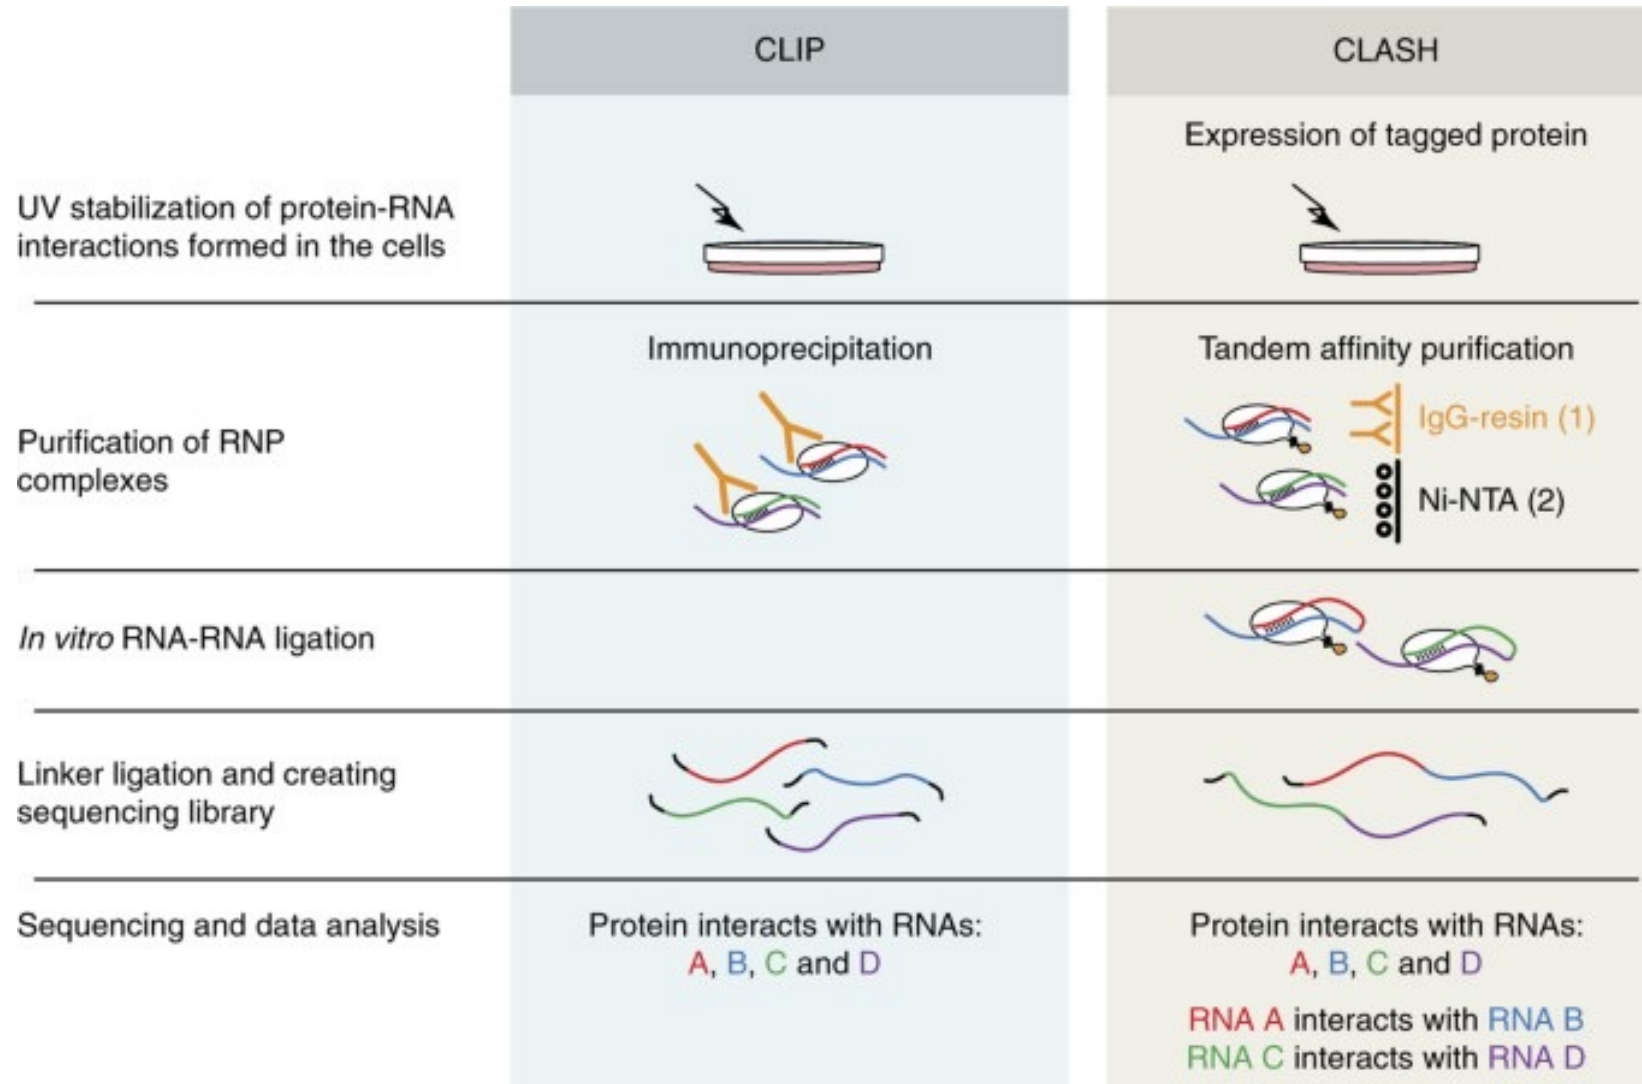 CLIP
CLASH
Expression of tagged protein
UV stabilization of protein-RNA
interactions formed in the cells
Immunoprecipitation
Tandem affinity purification
IgG-resin (1)
Purification of RNP
complexes
Ni-NTA (2)
In vitro RNA-RNA ligation
Linker ligation and creating
sequencing library
Sequencing and data analysis
Protein interacts with RNAs:
A, B, C and D
Protein interacts with RNAs:
A, B, C and D
RNA A interacts with RNA B
RNA C interacts with RNA D